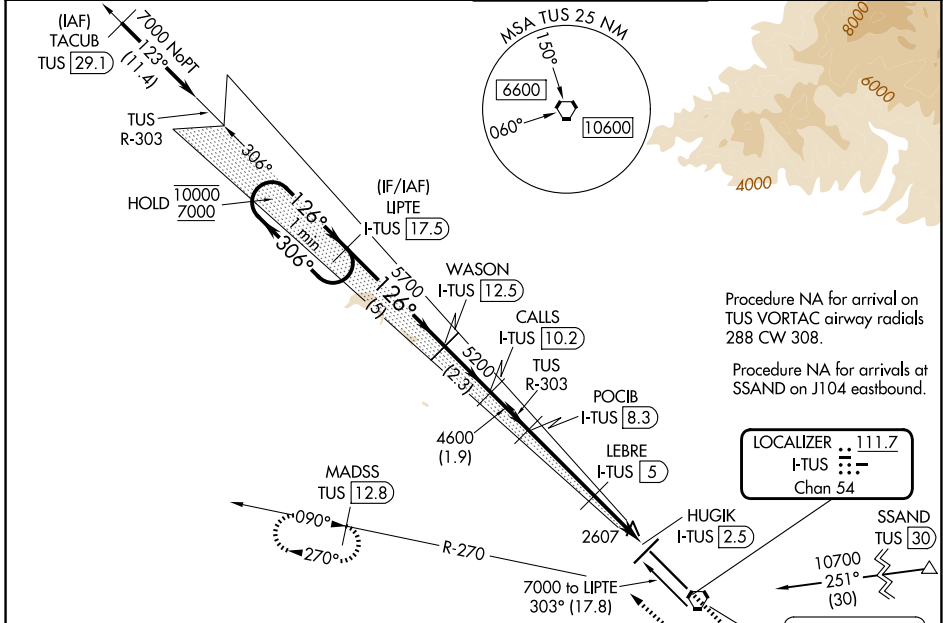 (IAF)
TACUB
TUS 29.1
7000 NoPT
123°
(11.4)
TUS
R-303
306°
HOLD 10000
7000
126°
1 min
306°
(IF/IAF)
LIPTE
I-TUS 17.5
5700
126°
(5)
WASON
I-TUS 12.5
CALLS
I-TUS 10.2
5200
(2.3)
TUS
R-303
POCIB
I-TUS 8.3
4600
(1.9)
LEBRE
I-TUS 5
2607
HUGIK
I-TUS 2.5
MADSS
TUS 12.8
090°
270°
R-270
7000 to LIPTE
303° (17.8)
MSA TUS 25 NM
150°
6600
060°
10600
8000
6000
4000
Procedure NA for arrival on
TUS VORTAC airway radials
288 CW 308.
Procedure NA for arrivals at
SSAND on J104 eastbound.
LOCALIZER 111.7
I-TUS
Chan 54
SSAND
TUS 30
10700
251°
(30)